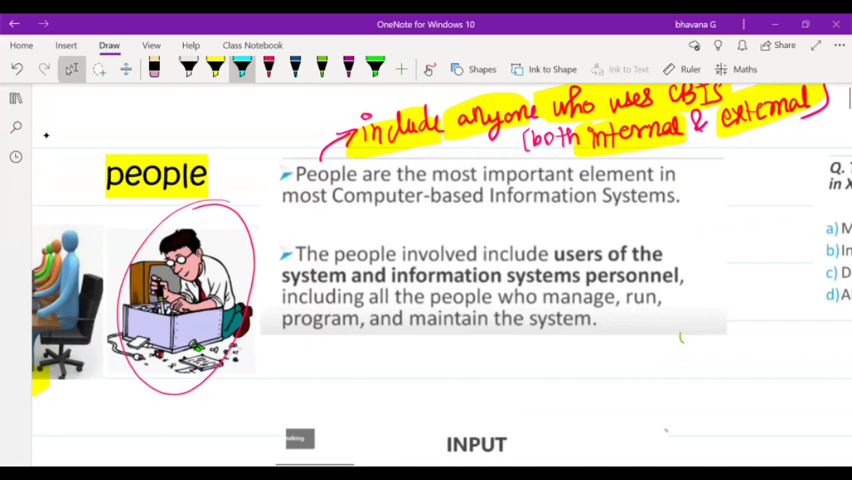 OneNote for Windows 10
bhavana G
Home Insert Draw View Help Class Notebook
Share
Shapes Ink to Shape Ink to Text Ruler Maths
include anyone who uses CBIS
(both internal & external)
people
People are the most important element in
most Computer-based Information Systems.
The people involved include users of the
system and information systems personnel,
including all the people who manage, run,
program, and maintain the system.
Q.
in X
a) M
b) In
c) D
d) A
INPUT